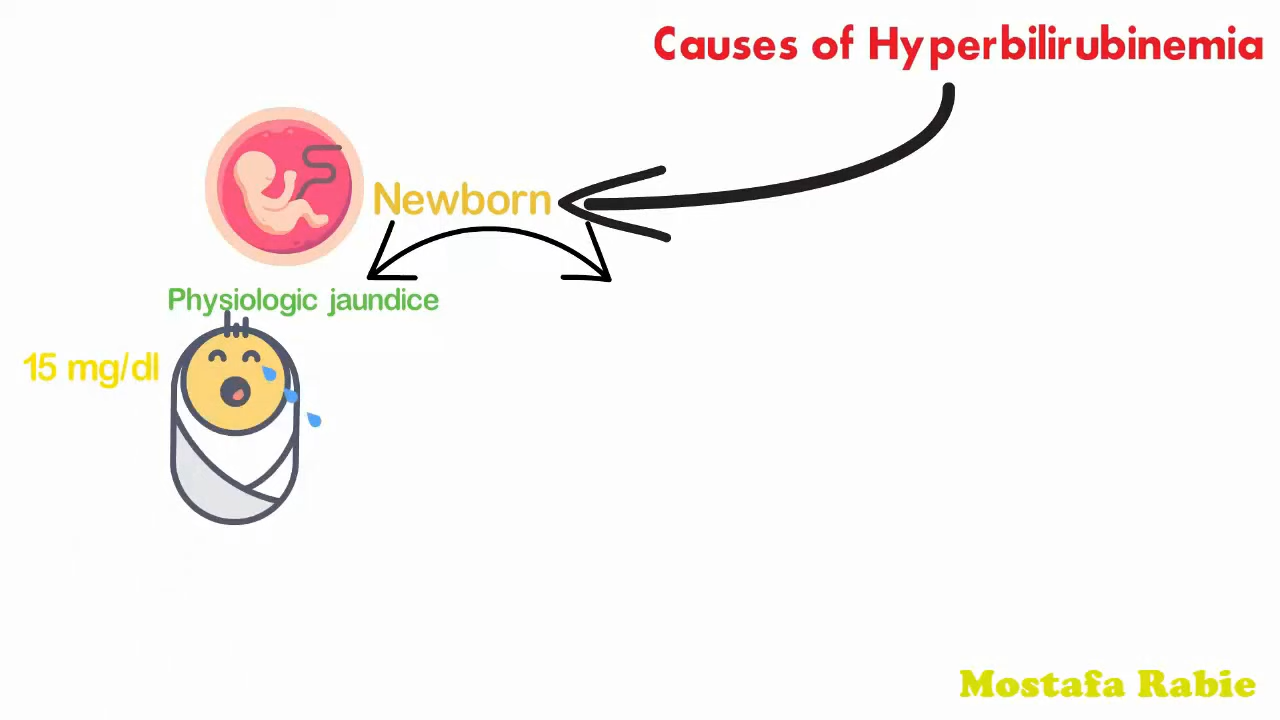 Causes of Hyperbilirubinemia
Newborn
Physiologic jaundice
15 mg/dl
Mostafa Rabie